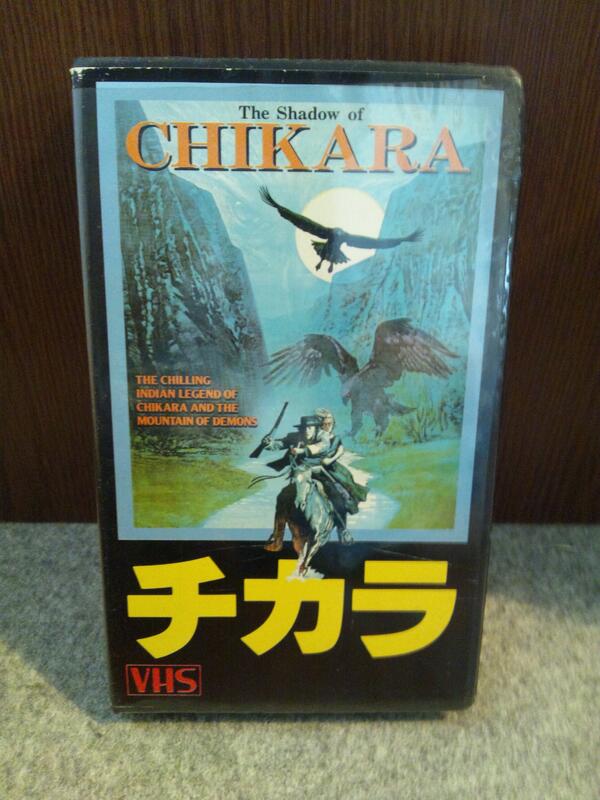 The Shadow of
CHIKARA
THE CHILLING
INDIAN LEGEND OF
CHIKARA AND THE
MOUNTAIN OF DEMONS
チカラ
VHS